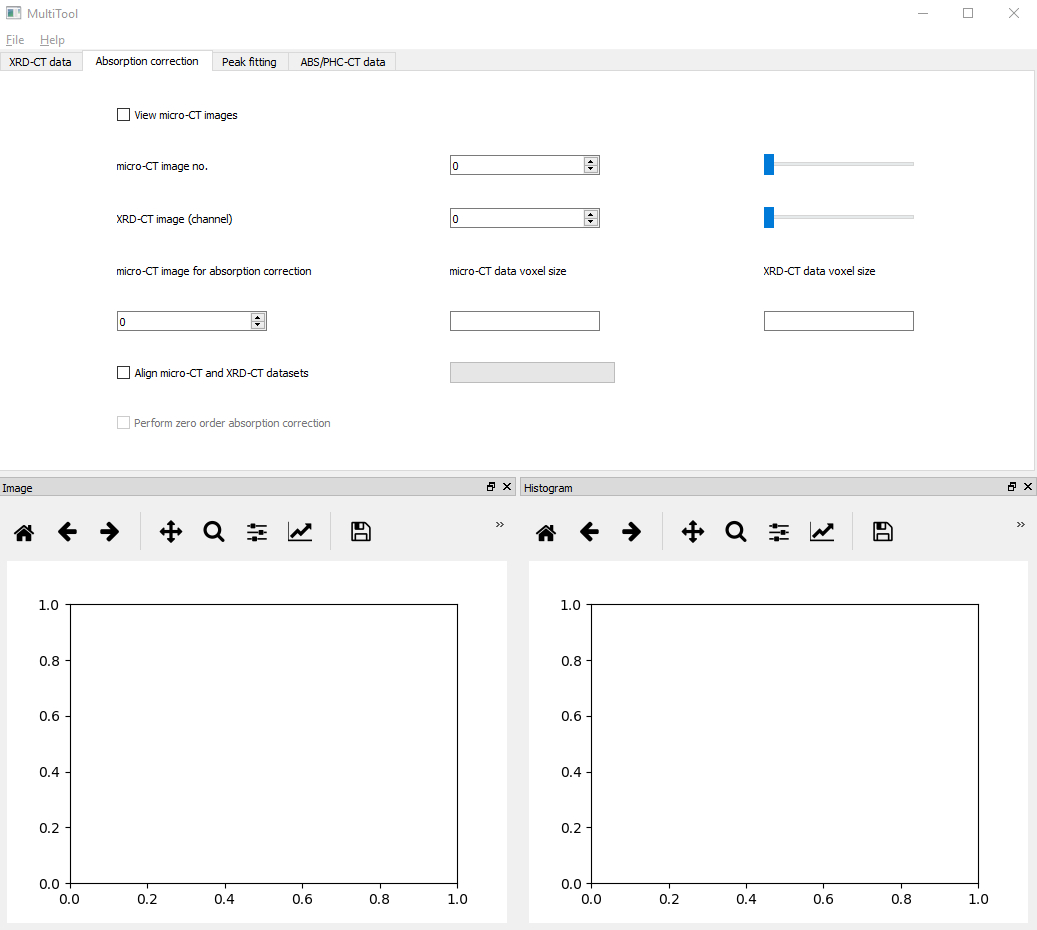 MultiTool
File Help
XRD-CT data Absorption correction Peak fitting ABS/PHC-CT data
View micro-CT images
micro-CT image no. 0
XRD-CT image (channel) 0
micro-CT image for absorption correction micro-CT data voxel size XRD-CT data voxel size
0
Align micro-CT and XRD-CT datasets
Perform zero order absorption correction
Image Histogram
1.0 1.0
0.8 0.8
0.6 0.6
0.4 0.4
0.2 0.2
0.0 0.0
0.0 0.2 0.4 0.6 0.8 1.0 0.0 0.2 0.4 0.6 0.8 1.0